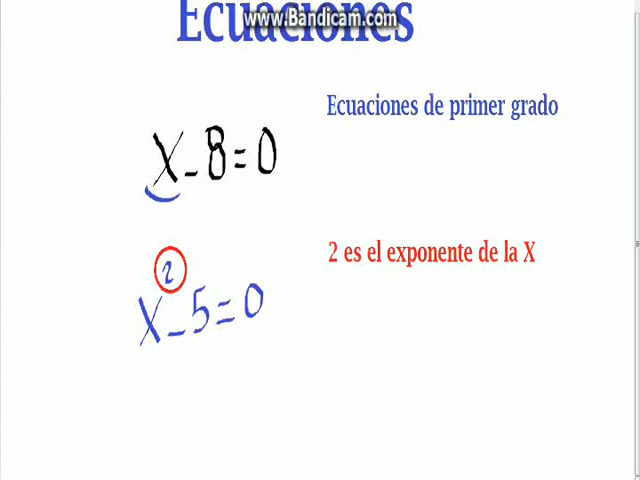 Ecuaciones
www.Bandicam.com
Ecuaciones de primer grado
X-8=0
2 es el exponente de la X
2
X-5=0